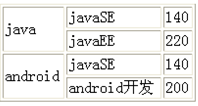 java javaSE 140
javaEE 220
android javaSE 140
android开发 200